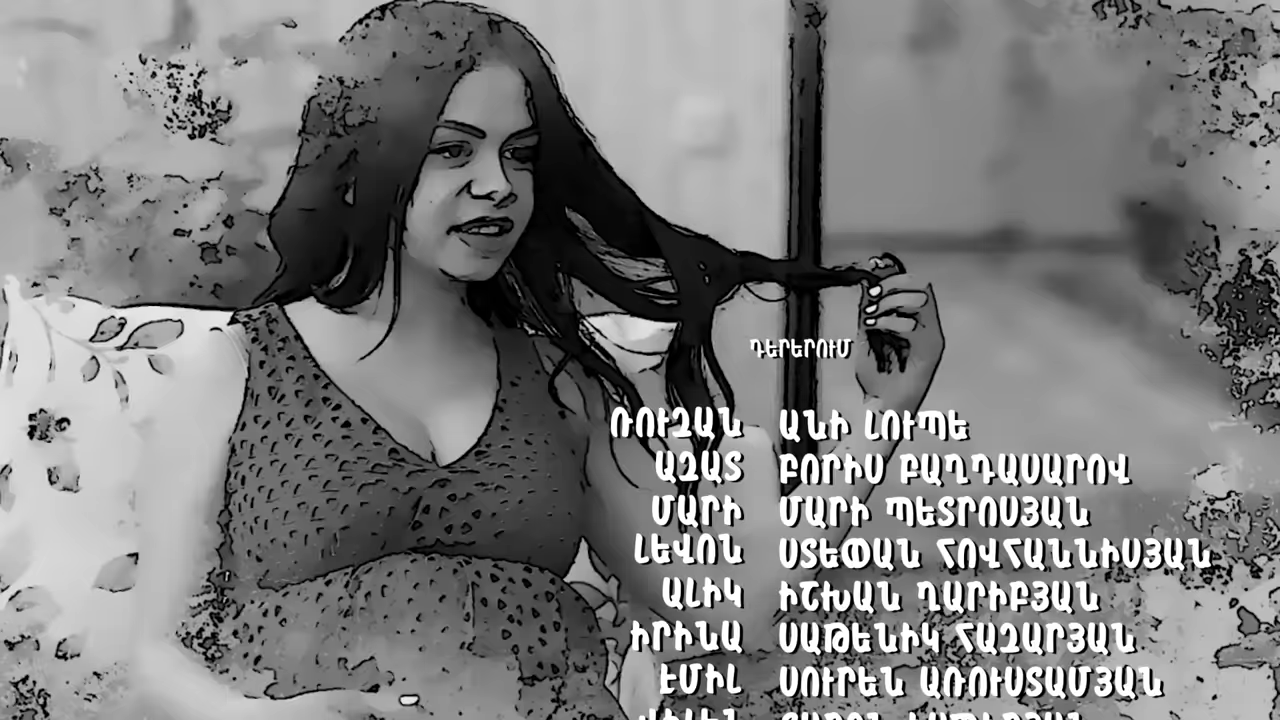 ԴԵՐԵՐՈՒՄ
ՌՈՒԶԱՆ ԱՆԻ ԼՈՒՊԵ
ԱԶԱՏ ԲՈՐԻՍ ԲԱՂԴԱՍԱՐՈՎ
ՄԱՐԻ ՄԱՐԻ ՊԵՏՐՈՍՅԱՆ
ԼԵՎՈՆ ՍՏԵՓԱՆ ՀՈՎՀԱՆՆԻՍՅԱՆ
ԱԼԻԿ ԻՇԽԱՆ ՂԱՐԻԲՅԱՆ
ԻՐԻՆԱ ՍԱԹԵՆԻԿ ՀԱԶԱՐՅԱՆ
ԷՄԻԼ ՍՈՒՐԵՆ ԱՌՈՒՍՏԱՄՅԱՆ